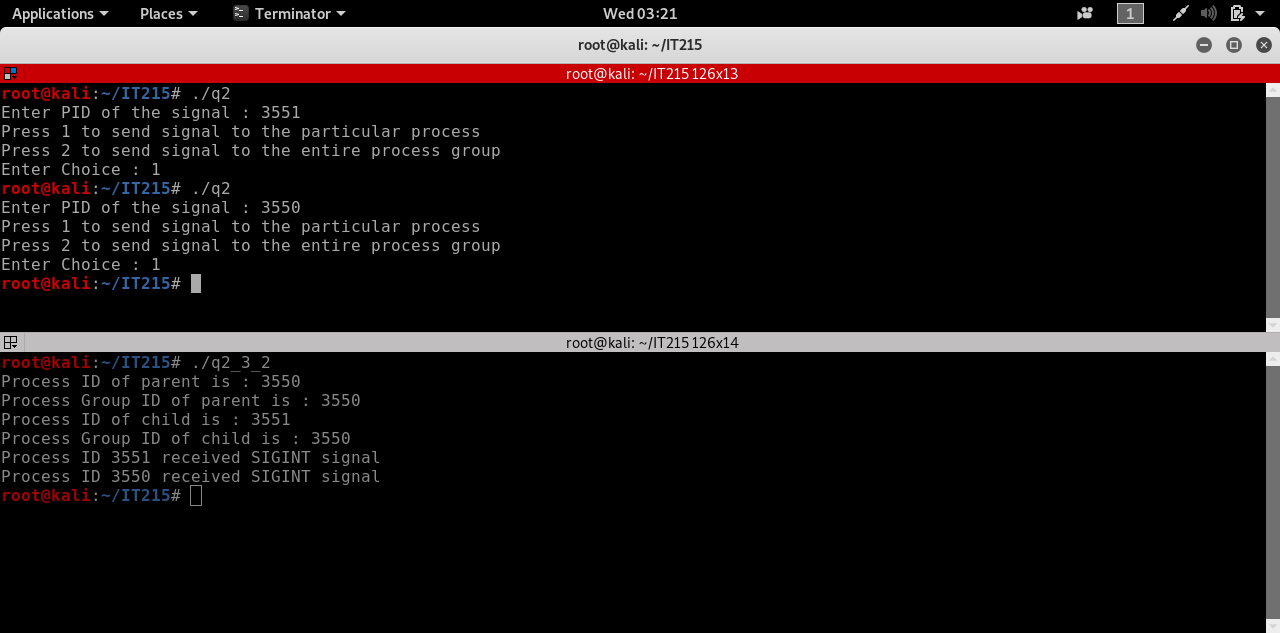 Applications Places Terminator Wed 03:21 1
root@kali: ~/IT215
root@kali: ~/IT215 126x13
root@kali:~/IT215# ./q2
Enter PID of the signal : 3551
Press 1 to send signal to the particular process
Press 2 to send signal to the entire process group
Enter Choice : 1
root@kali:~/IT215# ./q2
Enter PID of the signal : 3550
Press 1 to send signal to the particular process
Press 2 to send signal to the entire process group
Enter Choice : 1
root@kali:~/IT215#
root@kali: ~/IT215 126x14
root@kali:~/IT215# ./q2_3_2
Process ID of parent is : 3550
Process Group ID of parent is : 3550
Process ID of child is : 3551
Process Group ID of child is : 3550
Process ID 3551 received SIGINT signal
Process ID 3550 received SIGINT signal
root@kali:~/IT215#